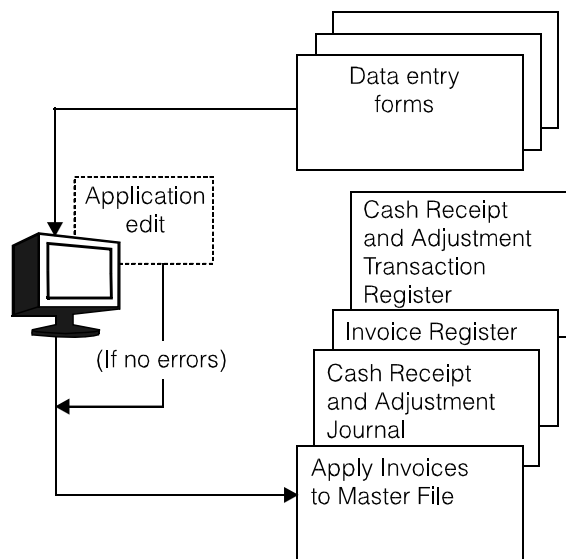 Data entry
forms
Application
edit
Cash Receipt
and Adjustment
Transaction
Register
(If no errors)
Invoice Register
Cash Receipt
and Adjustment
Journal
Apply Invoices
to Master File